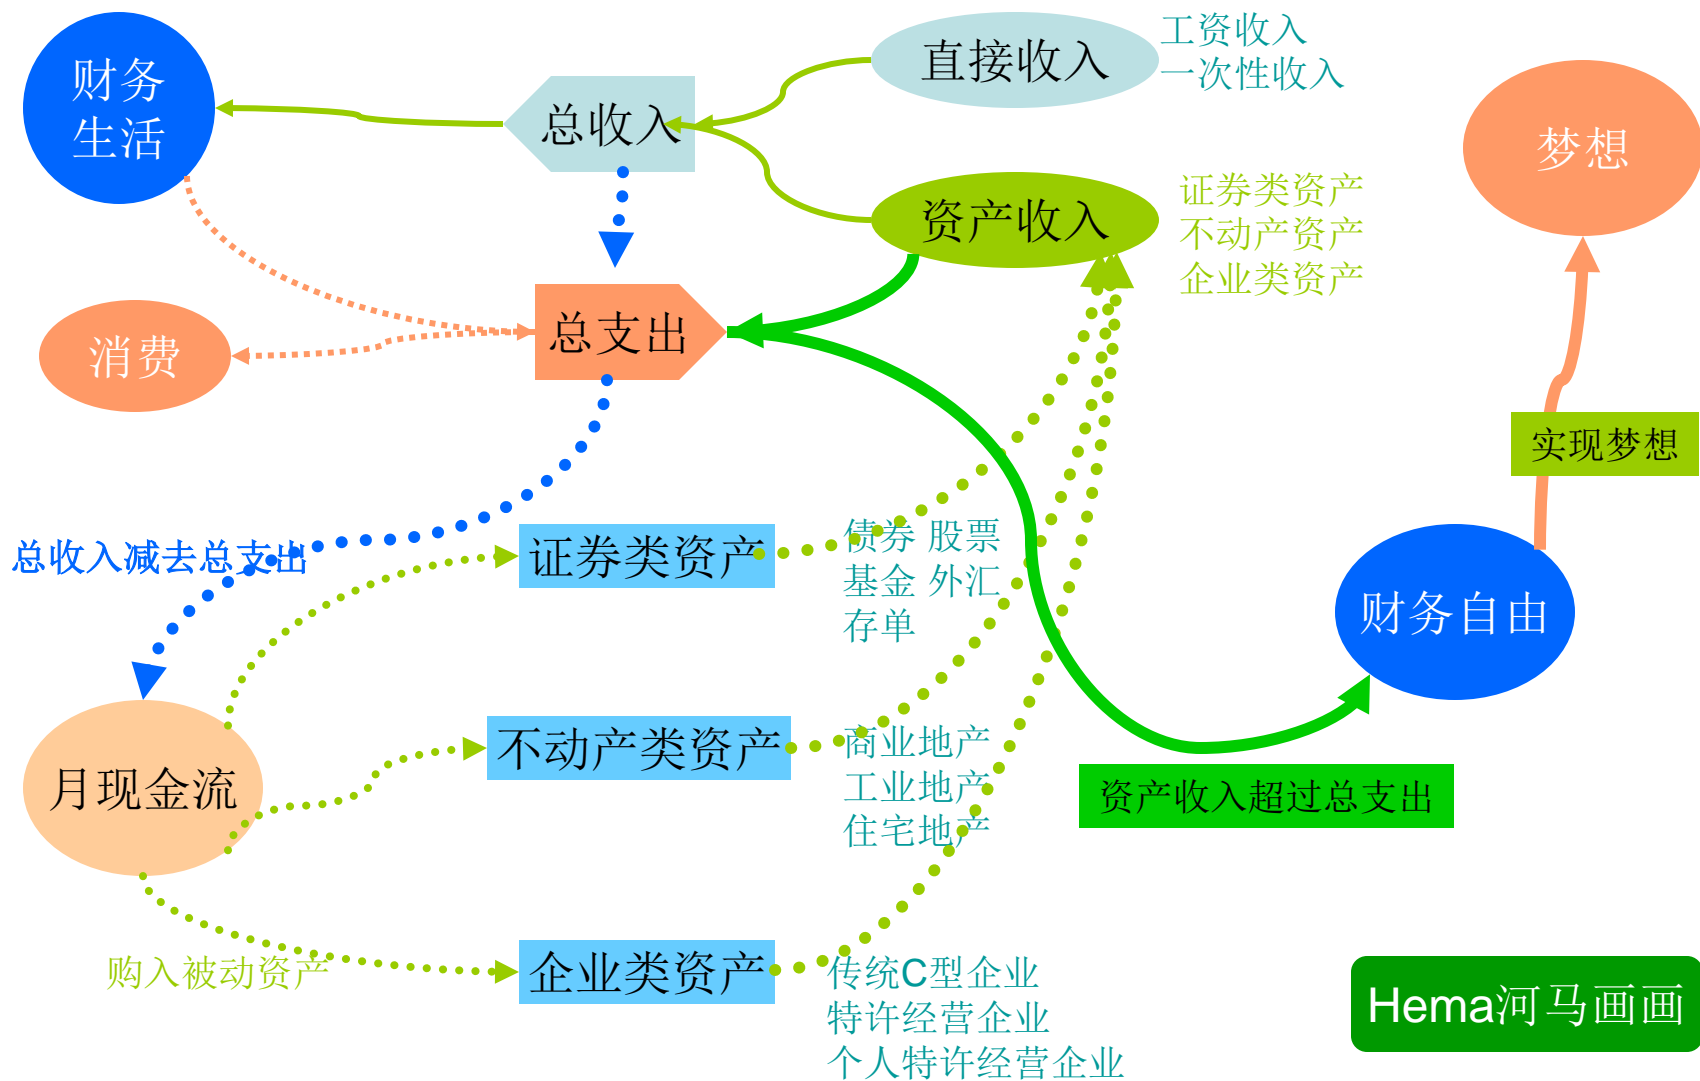 财务
生活
总收入
直接收入
工资收入
一次性收入
梦想
资产收入
证券类资产
不动产资产
企业类资产
消费
总支出
实现梦想
总收入减去总支出
证券类资产
债券 股票
基金 外汇
存单
财务自由
月现金流
不动产类资产
商业地产
工业地产
住宅地产
资产收入超过总支出
购入被动资产
企业类资产
传统C型企业
特许经营企业
个人特许经营企业
Hema河马画画